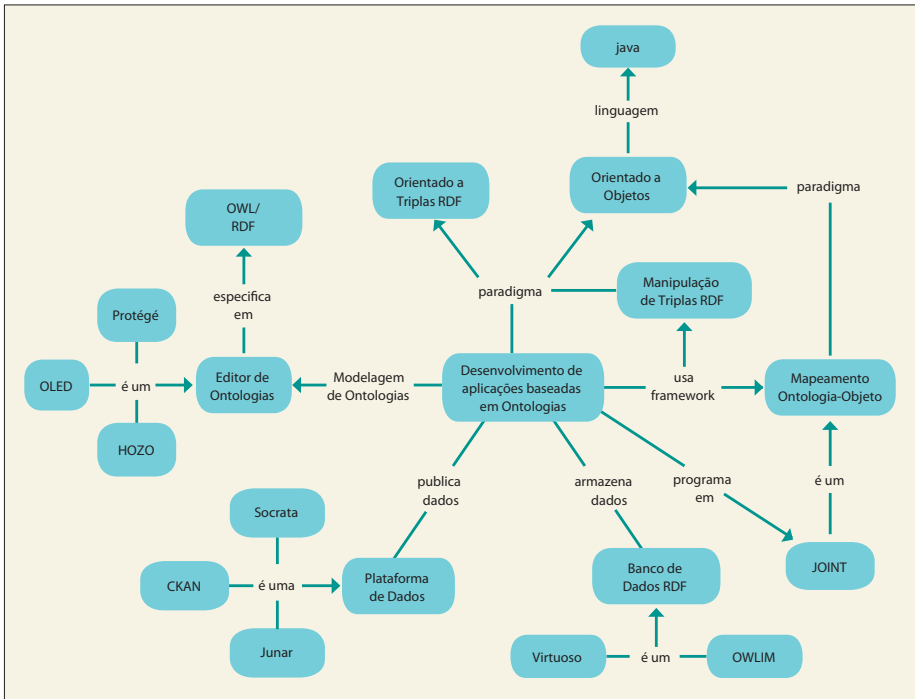 java
linguagem
Orientado a
Triplas RDF
Orientado a
Objetos
paradigma
OWL/
RDF
especifica
em
paradigma
Manipulação
de Triplas RDF
Protégé
OLED
é um
Editor de
Ontologias
Modelagem
de Ontologias
Desenvolvimento de
aplicações baseadas
em Ontologias
usa
framework
Mapeamento
Ontologia-Objeto
HOZO
publica
dados
armazena
dados
programa
em
é um
Socrata
CKAN
é uma
Plataforma
de Dados
Banco de
Dados RDF
JOINT
Junar
Virtuoso
é um
OWLIM